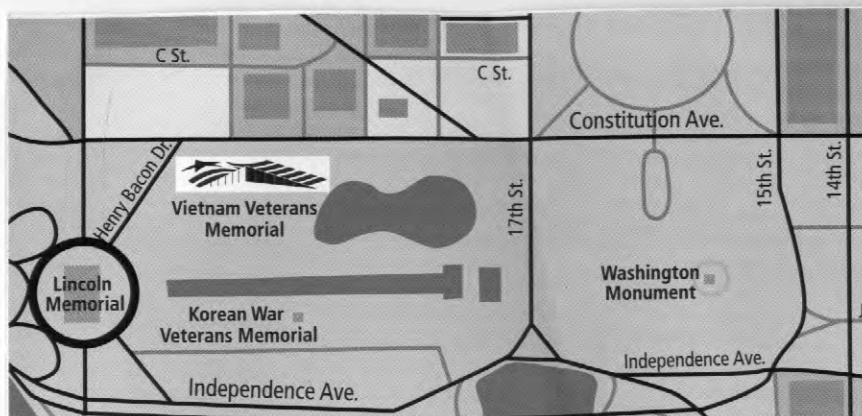 C St.
C St.
Constitution Ave.
Henry Bacon Dr.
Vietnam Veterans
Memorial
17th St.
15th St.
14th St.
Lincoln
Memorial
Washington
Monument
Korean War
Veterans Memorial
Independence Ave.
Independence Ave.